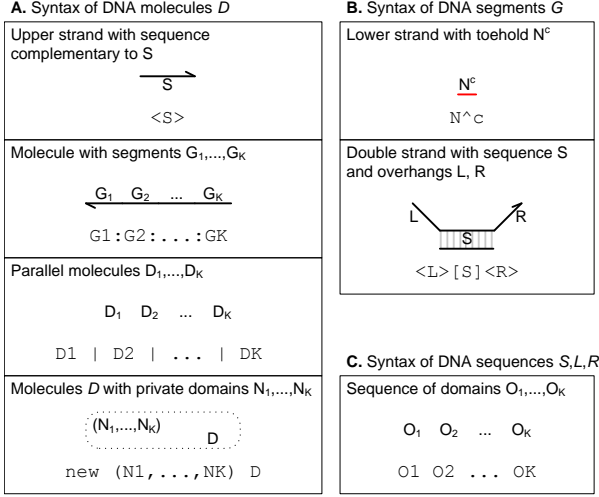 A. Syntax of DNA molecules D
Upper strand with sequence
complementary to S
S
<S>
Molecule with segments G₁,...,Gₖ
G₁ G₂ ... Gₖ
G1:G2:...:GK
Parallel molecules D₁,...,Dₖ
D₁ D₂ ... Dₖ
D1 | D2 | ... | DK
Molecules D with private domains N₁,...,Nₖ
(N₁,...,Nₖ)
D
new (N1,...,NK) D
B. Syntax of DNA segments G
Lower strand with toehold Nᶜ
Nᶜ
N^c
Double strand with sequence S
and overhangs L, R
L R
S
<L>[S]<R>
C. Syntax of DNA sequences S,L,R
Sequence of domains O₁,...,Oₖ
O₁ O₂ ... Oₖ
O1 O2 ... OK